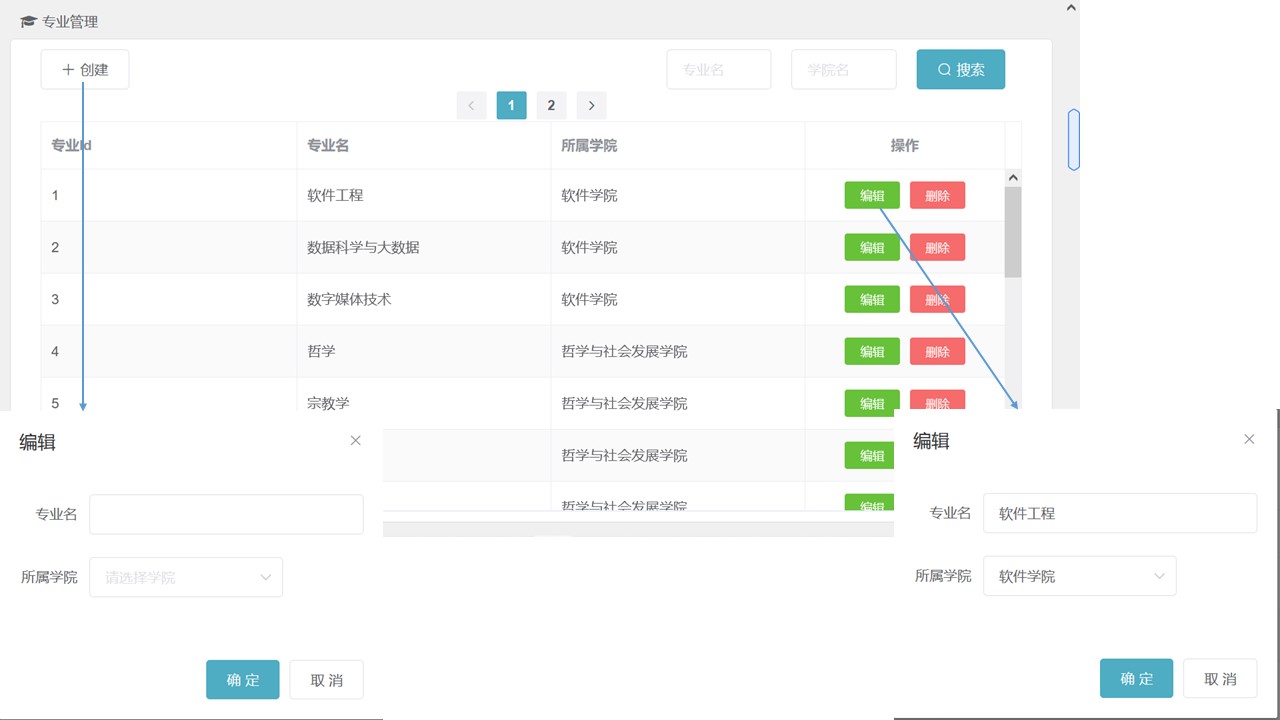 专业管理
创建 专业名 学院名 搜索
1 2
专业Id 专业名 所属学院 操作
1 软件工程 软件学院 编辑 删除
2 数据科学与大数据 软件学院 编辑 删除
3 数字媒体技术 软件学院 编辑 删除
4 哲学 哲学与社会发展学院 编辑 删除
5 宗教学 哲学与社会发展学院 编辑 删除
哲学与社会发展学院 编辑
哲学与社会发展学院 编辑
编辑
专业名
所属学院 请选择学院
确 定 取 消
编辑
专业名 软件工程
所属学院 软件学院
确 定 取 消